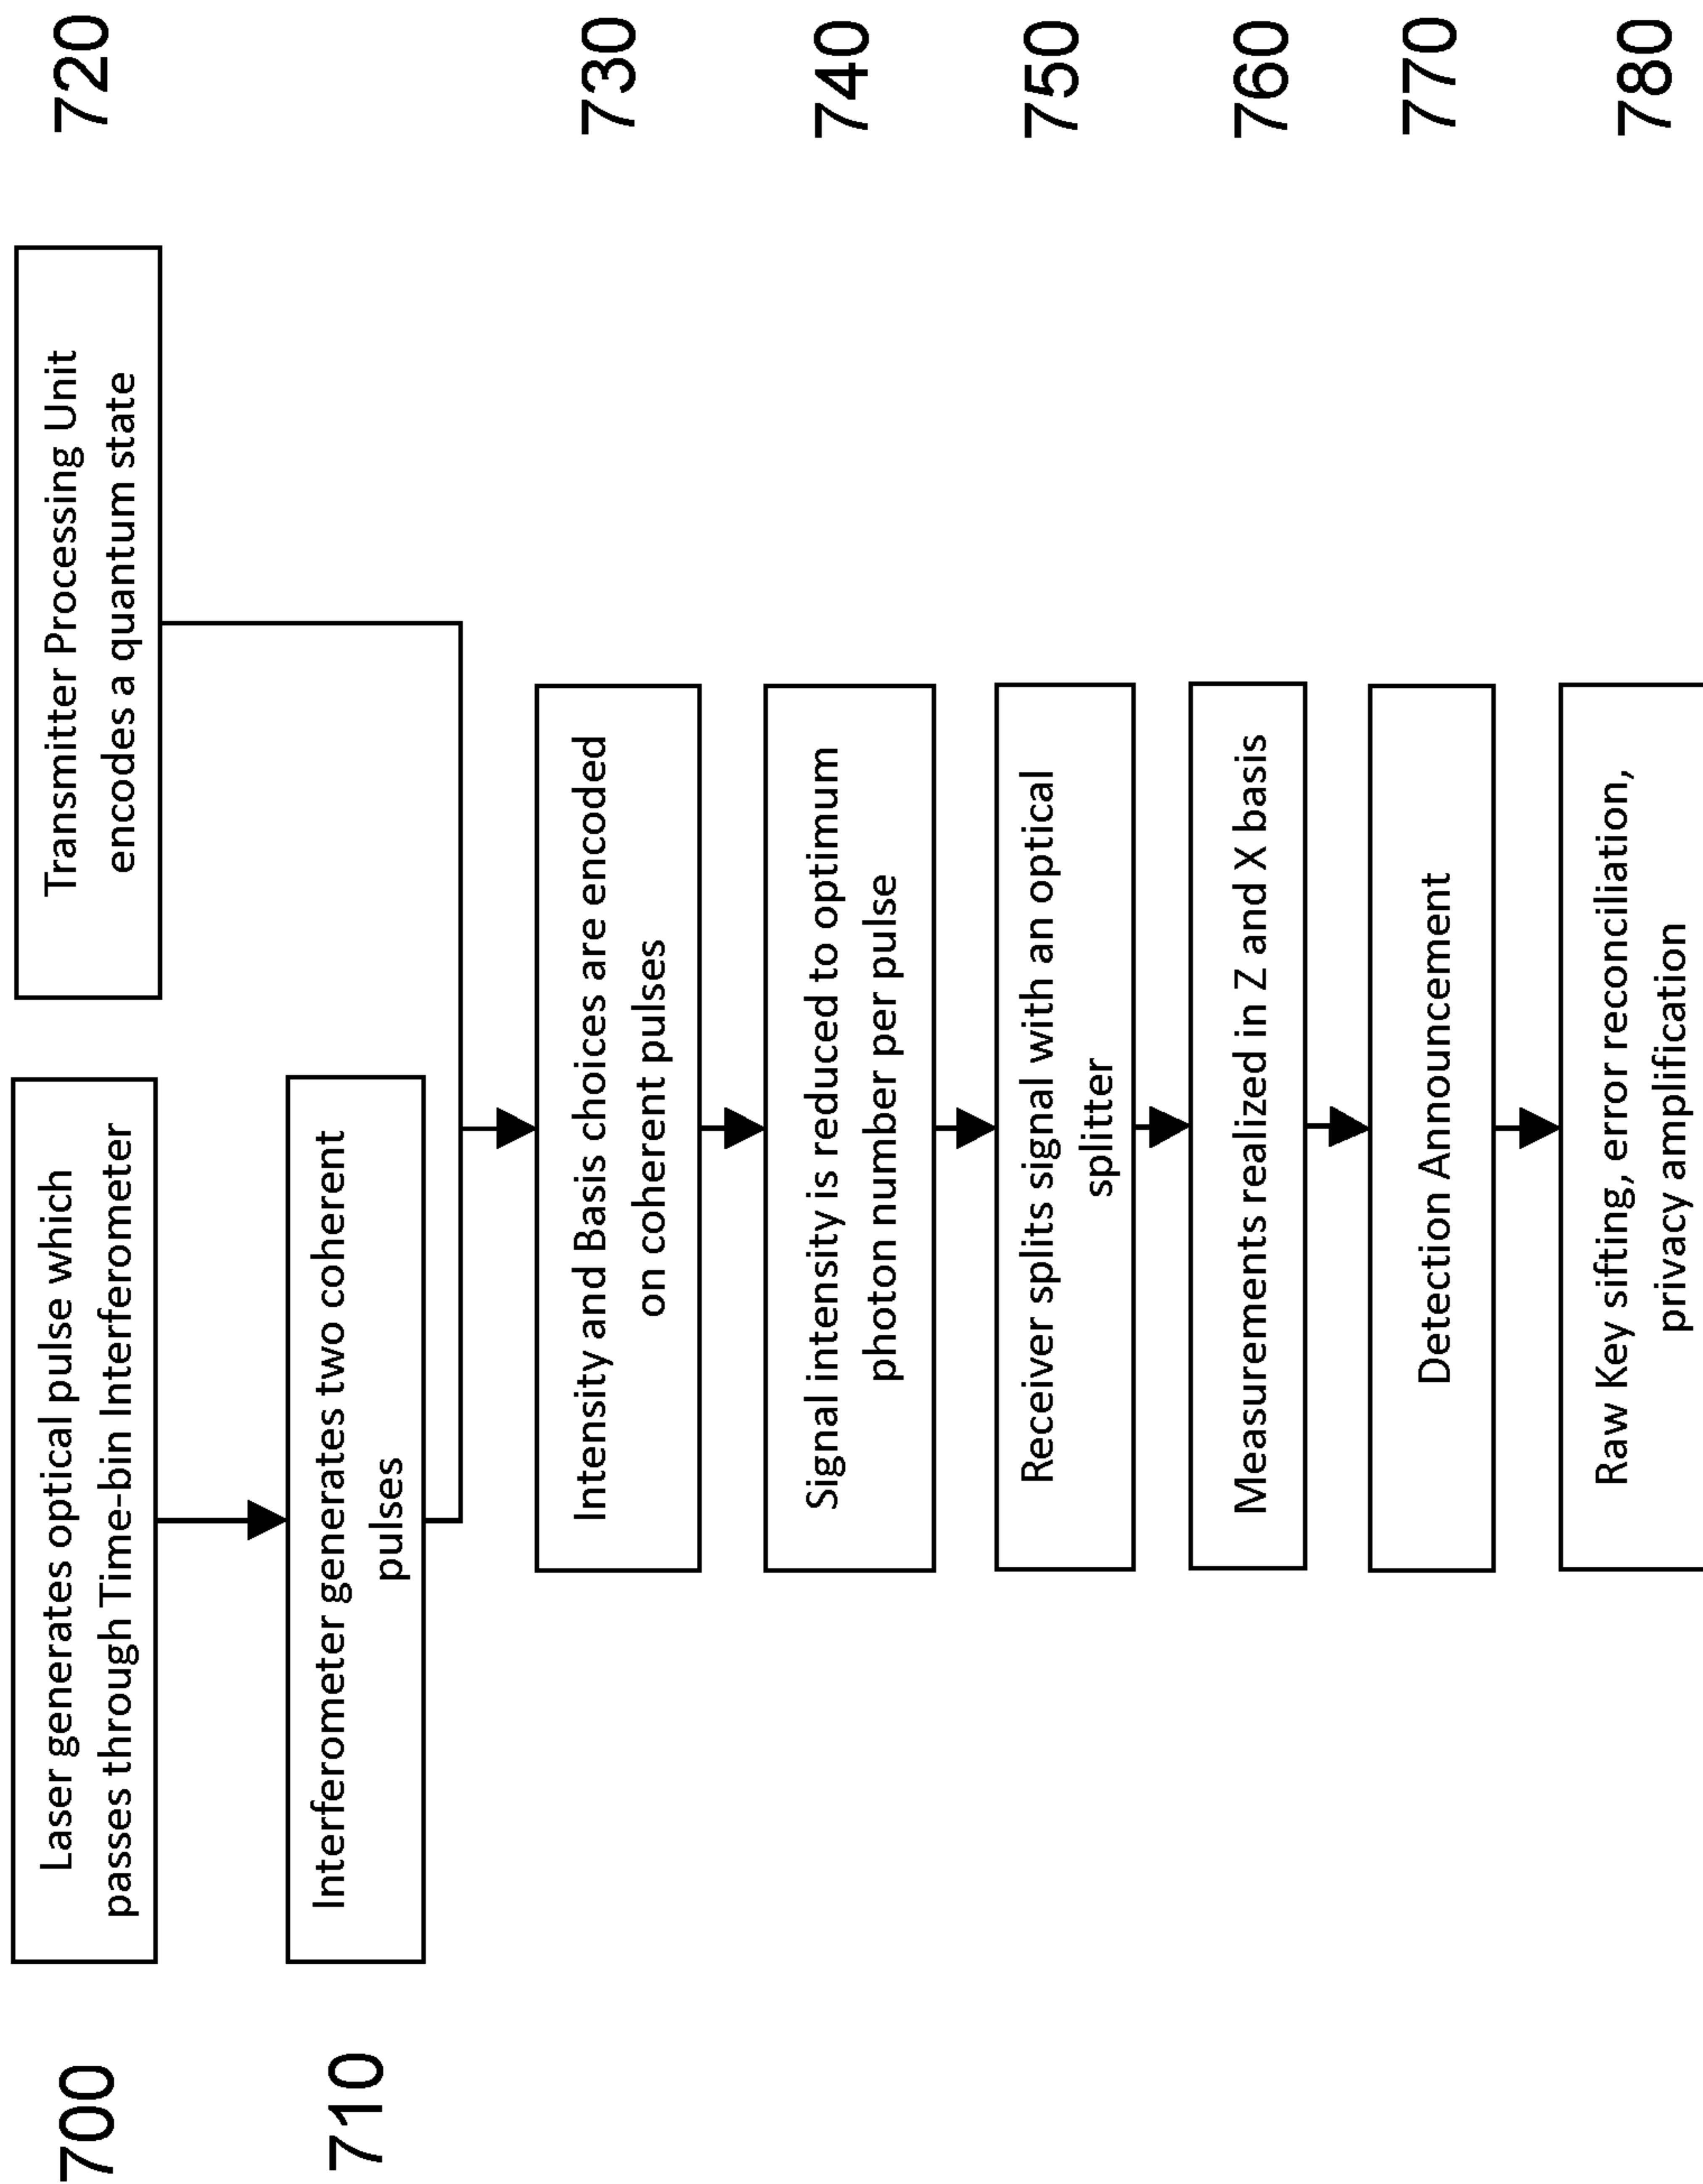 700
Laser generates optical pulse which
passes through Time-bin Interferometer
Transmitter Processing Unit
encodes a quantum state
720
710
Interferometer generates two coherent
pulses
Intensity and Basis choices are encoded
on coherent pulses
730
Signal intensity is reduced to optimum
photon number per pulse
740
Receiver splits signal with an optical
splitter
750
Measurements realized in Z and X basis
760
Detection Announcement
770
Raw Key sifting, error reconciliation,
privacy amplification
780